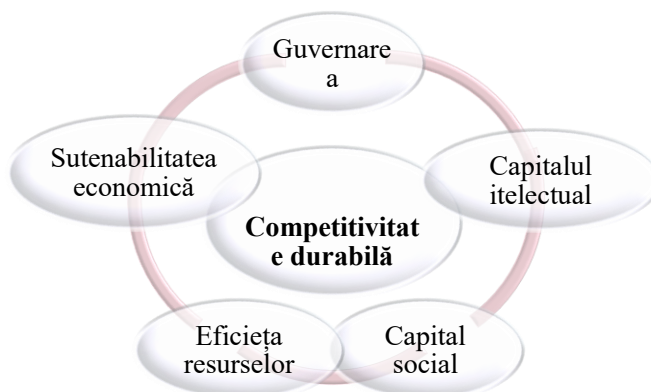 Guvernare
a
Sutenabilitatea
economică
Capitalul
itelectual
Competitivitat
e durabilă
Eficieța
resurselor
Capital
social